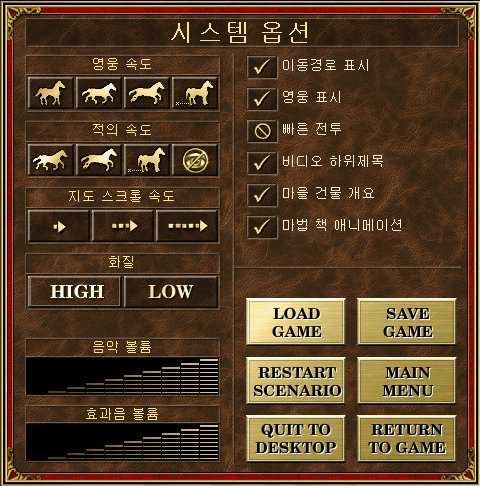 시스템 옵션
영웅 속도
적의 속도
지도 스크롤 속도
화질
HIGH LOW
음악 볼륨
효과음 볼륨
이동경로 표시
영웅 표시
빠른 전투
비디오 하위제목
마을 건물 개요
마법 책 애니메이션
LOAD
GAME
SAVE
GAME
RESTART
SCENARIO
MAIN
MENU
QUIT TO
DESKTOP
RETURN
TO GAME